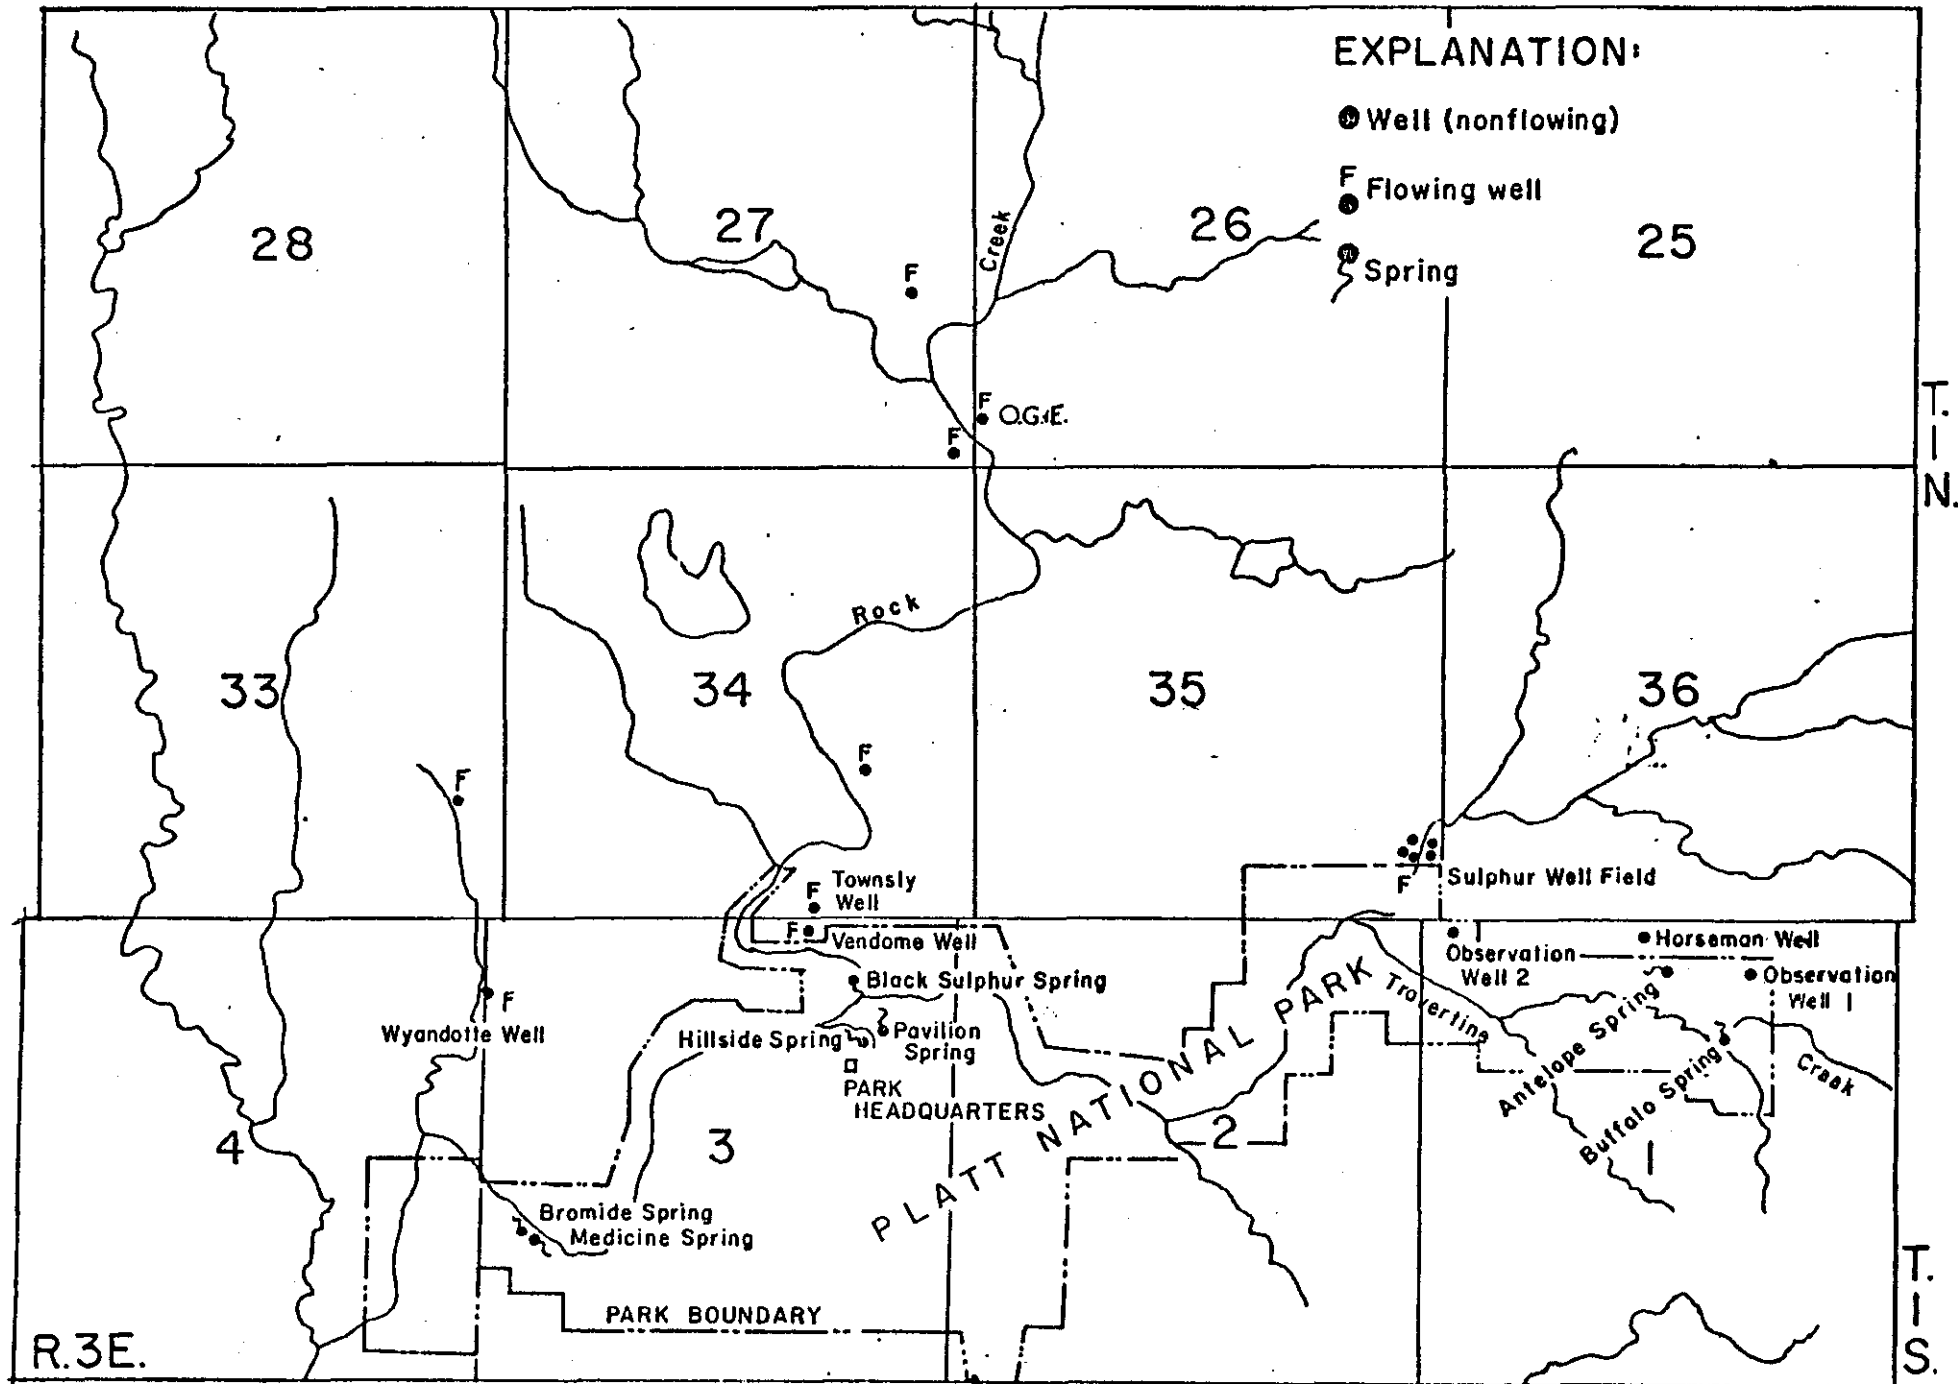 EXPLANATION:
Well (nonflowing)
F
Flowing well
Spring
28
27
26
25
Creek
F
F
O.G.&E.
F
T.
1
N.
Rock
33
34
35
36
F
F
F
Townsly
Well
F
Vendome Well
F
Sulphur Well Field
Observation
Well 2
Horseman Well
Observation
Well 1
Black Sulphur Spring
F
Wyandotte Well
Hillside Spring
Pavilion
Spring
PARK
HEADQUARTERS
PLATT NATIONAL PARK
Travertine
Creek
Antelope Spring
Buffalo Spring
4
3
2
1
Bromide Spring
Medicine Spring
PARK BOUNDARY
R.3E.
T.
1
S.